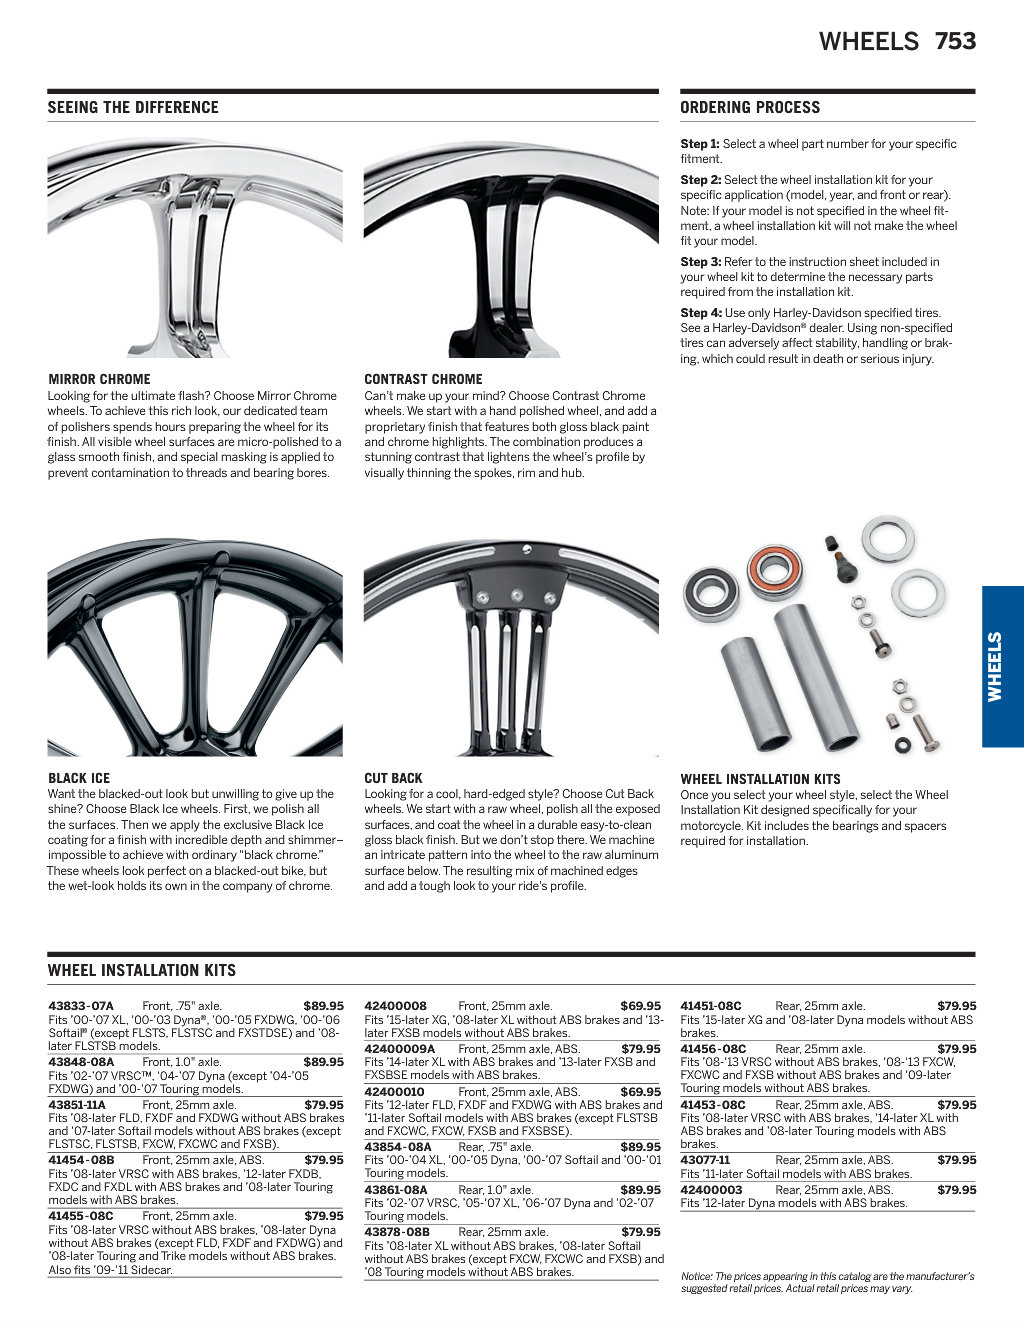 WHEELS 753
SEEING THE DIFFERENCE
MIRROR CHROME
Looking for the ultimate flash? Choose Mirror Chrome
wheels. To achieve this rich look, our dedicated team
of polishers spends hours preparing the wheel for its
finish. All visible wheel surfaces are micro-polished to a
glass smooth finish, and special masking is applied to
prevent contamination to threads and bearing bores.
CONTRAST CHROME
Can't make up your mind? Choose Contrast Chrome
wheels. We start with a hand polished wheel, and add a
proprietary finish that features both gloss black paint
and chrome highlights. The combination produces a
stunning contrast that lightens the wheel's profile by
visually thinning the spokes, rim and hub.
ORDERING PROCESS
Step 1: Select a wheel part number for your specific
fitment.
Step 2: Select the wheel installation kit for your
specific application (model, year, and front or rear).
Note: If your model is not specified in the wheel fit-
ment, a wheel installation kit will not make the wheel
fit your model.
Step 3: Refer to the instruction sheet included in
your wheel kit to determine the necessary parts
required from the installation kit.
Step 4: Use only Harley-Davidson specified tires.
See a Harley-Davidson® dealer. Using non-specified
tires can adversely affect stability, handling or brak-
ing, which could result in death or serious injury.
BLACK ICE
Want the blacked-out look but unwilling to give up the
shine? Choose Black Ice wheels. First, we polish all
the surfaces. Then we apply the exclusive Black Ice
coating for a finish with incredible depth and shimmer–
impossible to achieve with ordinary "black chrome."
These wheels look perfect on a blacked-out bike, but
the wet-look holds its own in the company of chrome.
CUT BACK
Looking for a cool, hard-edged style? Choose Cut Back
wheels. We start with a raw wheel, polish all the exposed
surfaces, and coat the wheel in a durable easy-to-clean
gloss black finish. But we don't stop there. We machine
an intricate pattern into the wheel to the raw aluminum
surface below. The resulting mix of machined edges
and add a tough look to your ride's profile.
WHEEL INSTALLATION KITS
Once you select your wheel style, select the Wheel
Installation Kit designed specifically for your
motorcycle. Kit includes the bearings and spacers
required for installation.
WHEELS
WHEEL INSTALLATION KITS
43833-07A Front, .75" axle. $89.95
Fits '00-'07 XL, '00-'03 Dyna®, '00-'05 FXDWG, '00-'06
Softail® (except FLSTS, FLSTSC and FXSTDSE) and '08-
later FLSTSB models.
43848-08A Front, 1.0" axle. $89.95
Fits '02-'07 VRSC™, '04-'07 Dyna (except '04-'05
FXDWG) and '00-'07 Touring models.
43851-11A Front, 25mm axle. $79.95
Fits '08-later FLD, FXDF and FXDWG without ABS brakes
and '07-later Softail models without ABS brakes (except
FLSTSC, FLSTSB, FXCW, FXCWC and FXSB).
41454-08B Front, 25mm axle, ABS. $79.95
Fits '08-later VRSC with ABS brakes, '12-later FXDB,
FXDC and FXDL with ABS brakes and '08-later Touring
models with ABS brakes.
41455-08C Front, 25mm axle. $79.95
Fits '08-later VRSC without ABS brakes, '08-later Dyna
without ABS brakes (except FLD, FXDF and FXDWG) and
'08-later Touring and Trike models without ABS brakes.
Also fits '09-'11 Sidecar.
42400008 Front, 25mm axle. $69.95
Fits '15-later XG, '08-later XL without ABS brakes and '13-
later FXSB models without ABS brakes.
42400009A Front, 25mm axle, ABS. $79.95
Fits '14-later XL with ABS brakes and '13-later FXSB and
FXSBSE models with ABS brakes.
42400010 Front, 25mm axle, ABS. $69.95
Fits '12-later FLD, FXDF and FXDWG with ABS brakes and
'11-later Softail models with ABS brakes (except FLSTSB
and FXCWC, FXCW, FXSB and FXSBSE).
43854-08A Rear, .75" axle. $89.95
Fits '00-'04 XL, '00-'05 Dyna, '00-'07 Softail and '00-'01
Touring models.
43861-08A Rear, 1.0" axle. $89.95
Fits '02-'07 VRSC, '05-'07 XL, '06-'07 Dyna and '02-'07
Touring models.
43878-08B Rear, 25mm axle. $79.95
Fits '08-later XL without ABS brakes, '08-later Softail
without ABS brakes (except FXCW, FXCWC and FXSB) and
'08 Touring models without ABS brakes.
41451-08C Rear, 25mm axle. $79.95
Fits '15-later XG and '08-later Dyna models without ABS
brakes.
41456-08C Rear, 25mm axle. $79.95
Fits '08-'13 VRSC without ABS brakes, '08-'13 FXCW,
FXCWC and FXSB without ABS brakes and '09-later
Touring models without ABS brakes.
41453-08C Rear, 25mm axle, ABS. $79.95
Fits '08-later VRSC with ABS brakes, '14-later XL with
ABS brakes and '08-later Touring models with ABS
brakes.
43077-11 Rear, 25mm axle, ABS. $79.95
Fits '11-later Softail models with ABS brakes.
42400003 Rear, 25mm axle, ABS. $79.95
Fits '12-later Dyna models with ABS brakes.
Notice: The prices appearing in this catalog are the manufacturer's
suggested retail prices. Actual retail prices may vary.